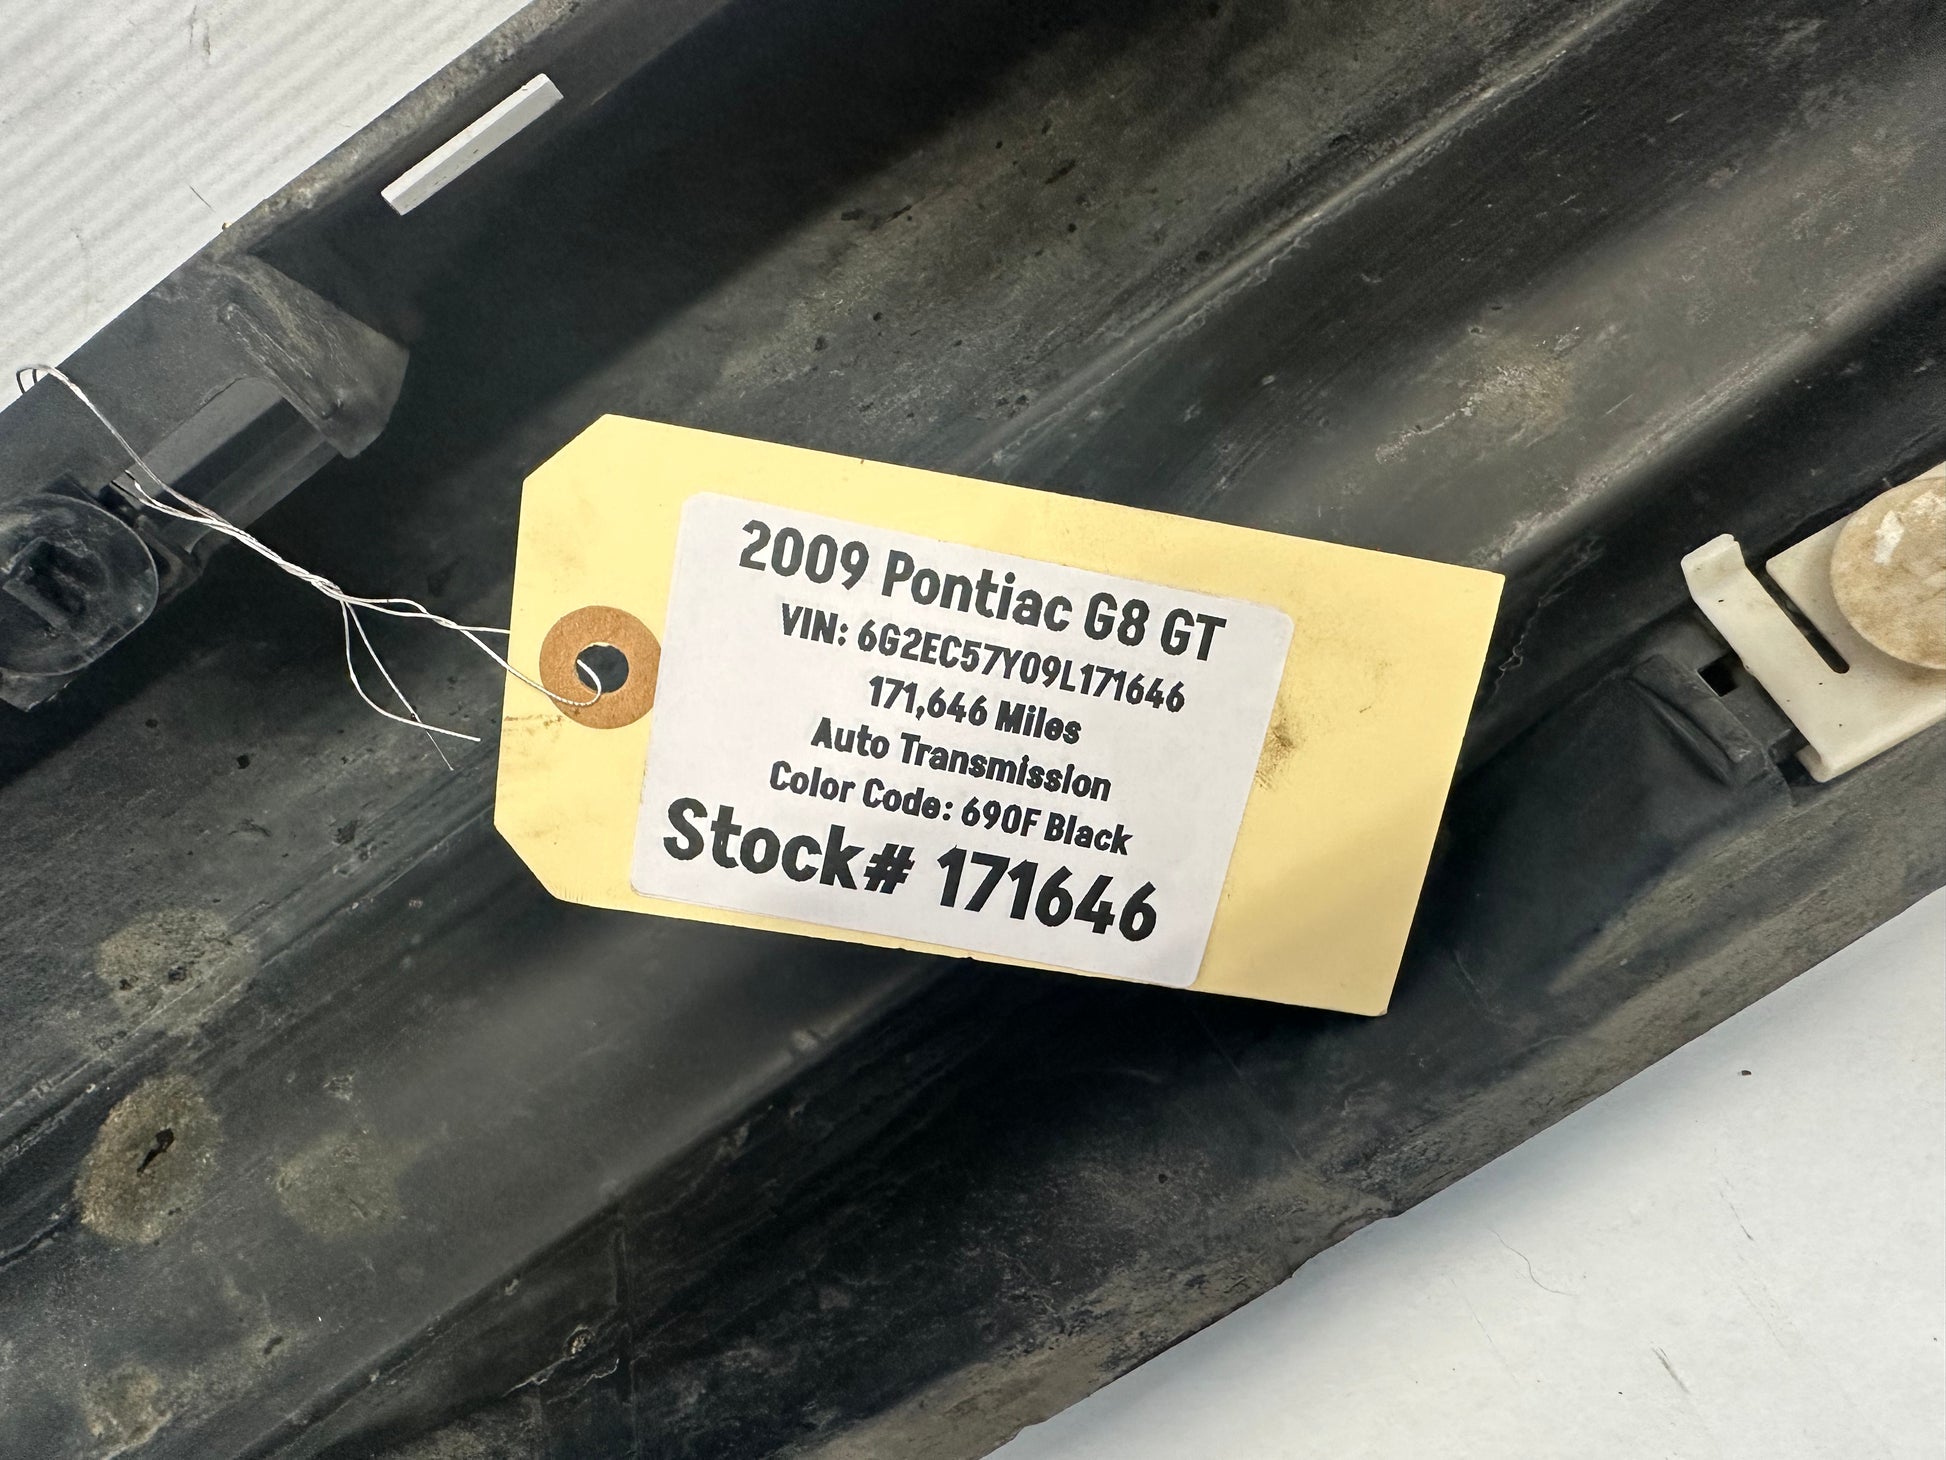 2009 Pontiac G8 GT
VIN: 6G2EC57Y09L171646
171,646 Miles
Auto Transmission
Color Code: 690F Black
Stock# 171646